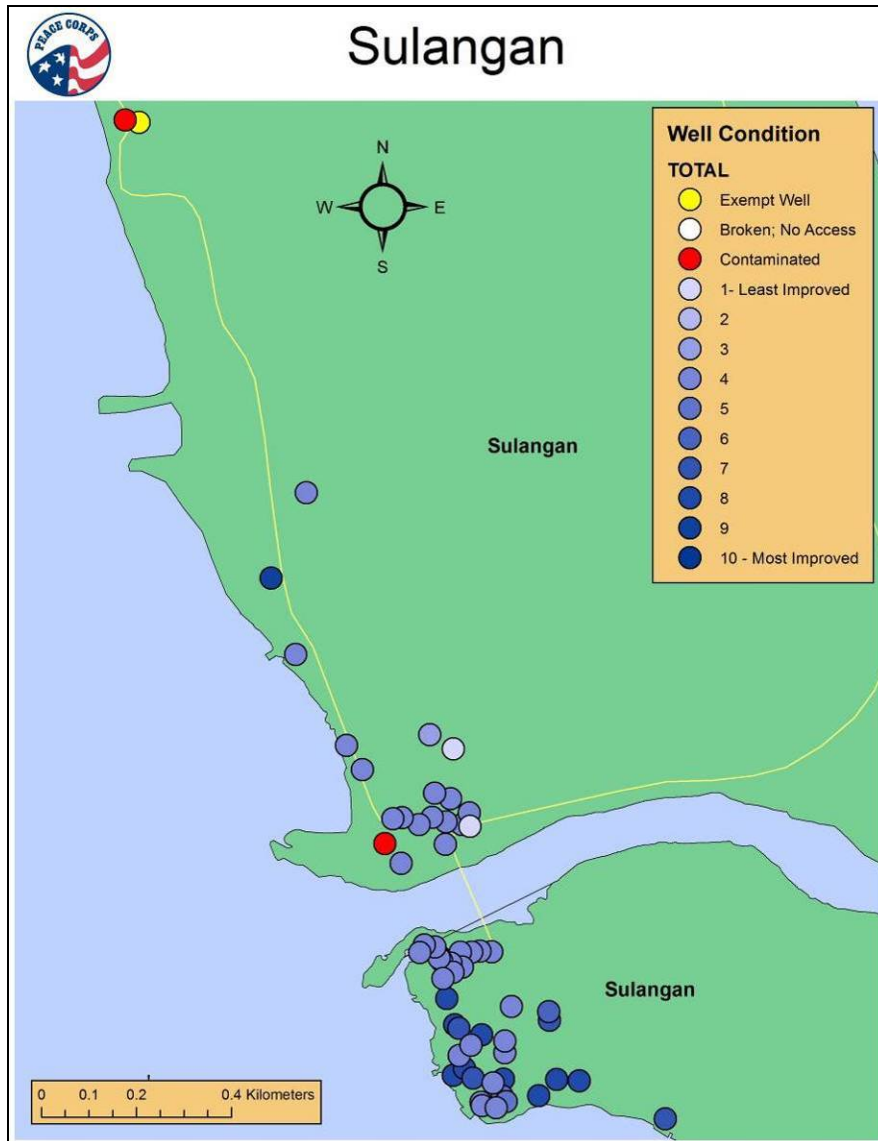 PEACE CORPS
Sulangan
N
W E
S
Well Condition
TOTAL
Exempt Well
Broken; No Access
Contaminated
1- Least Improved
2
3
4
5
6
7
8
9
10 - Most Improved
Sulangan
Sulangan
0 0.1 0.2 0.4 Kilometers